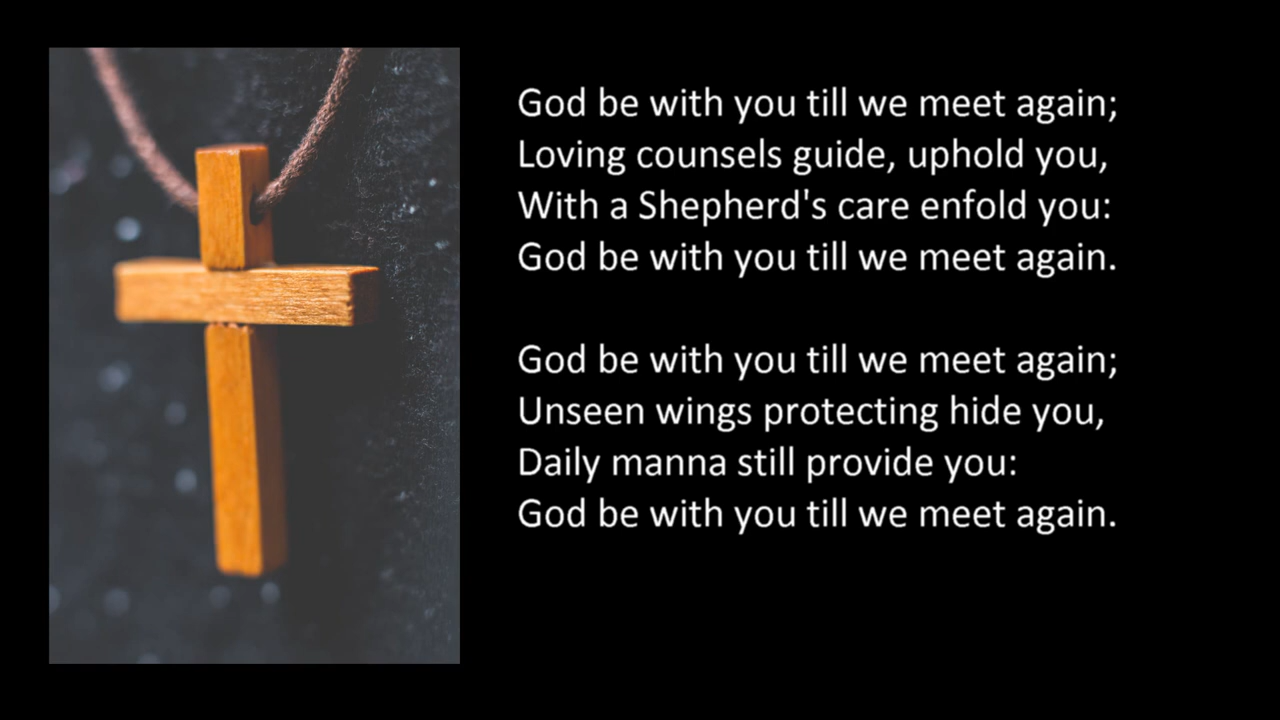 God be with you till we meet again;
Loving counsels guide, uphold you,
With a Shepherd's care enfold you:
God be with you till we meet again.
God be with you till we meet again;
Unseen wings protecting hide you,
Daily manna still provide you:
God be with you till we meet again.